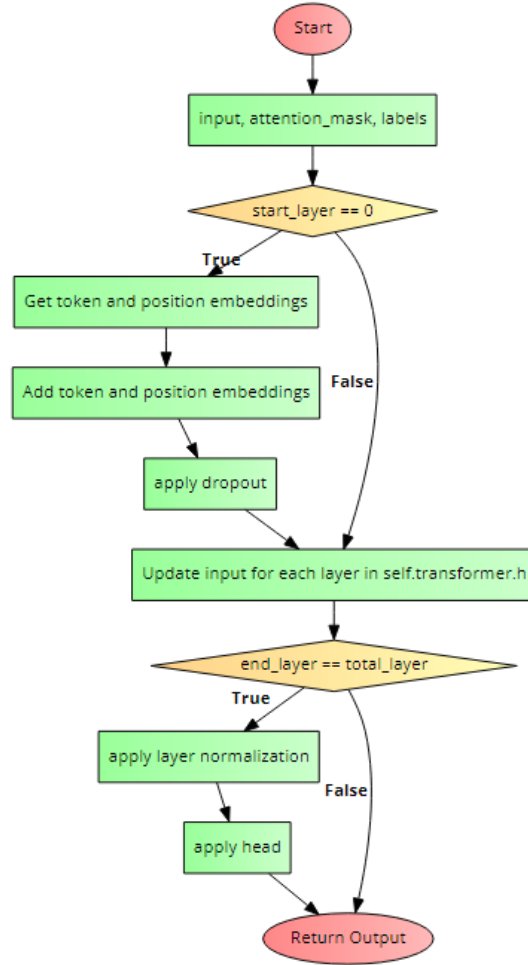 Start
input, attention_mask, labels
start_layer == 0
True
Get token and position embeddings
False
Add token and position embeddings
apply dropout
Update input for each layer in self.transformer.h
end_layer == total_layer
True
apply layer normalization
False
apply head
Return Output